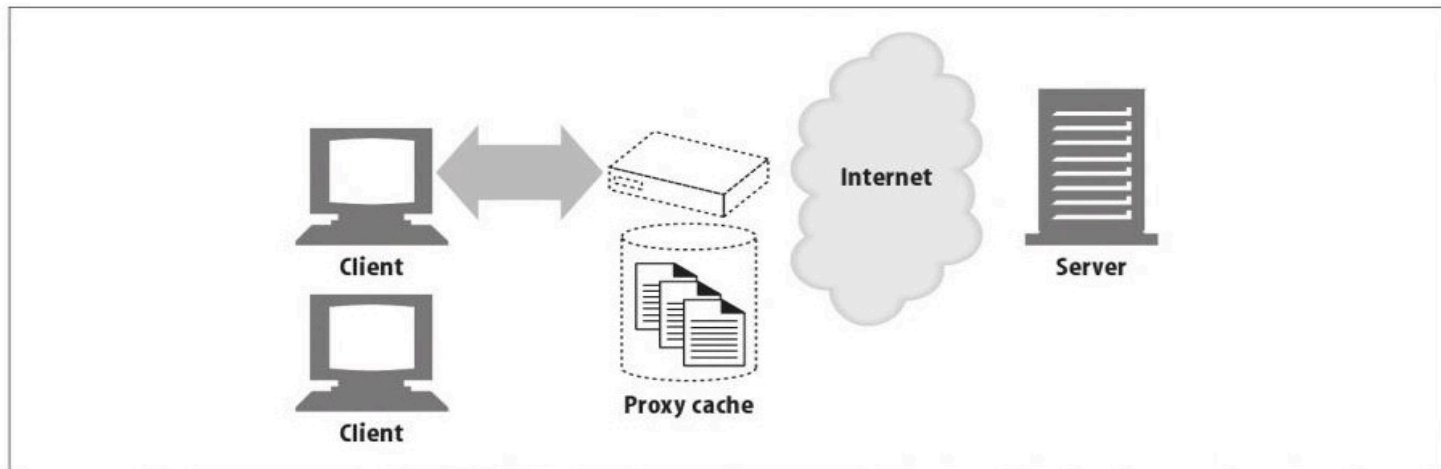 Client
Internet
Server
Proxy cache
Client